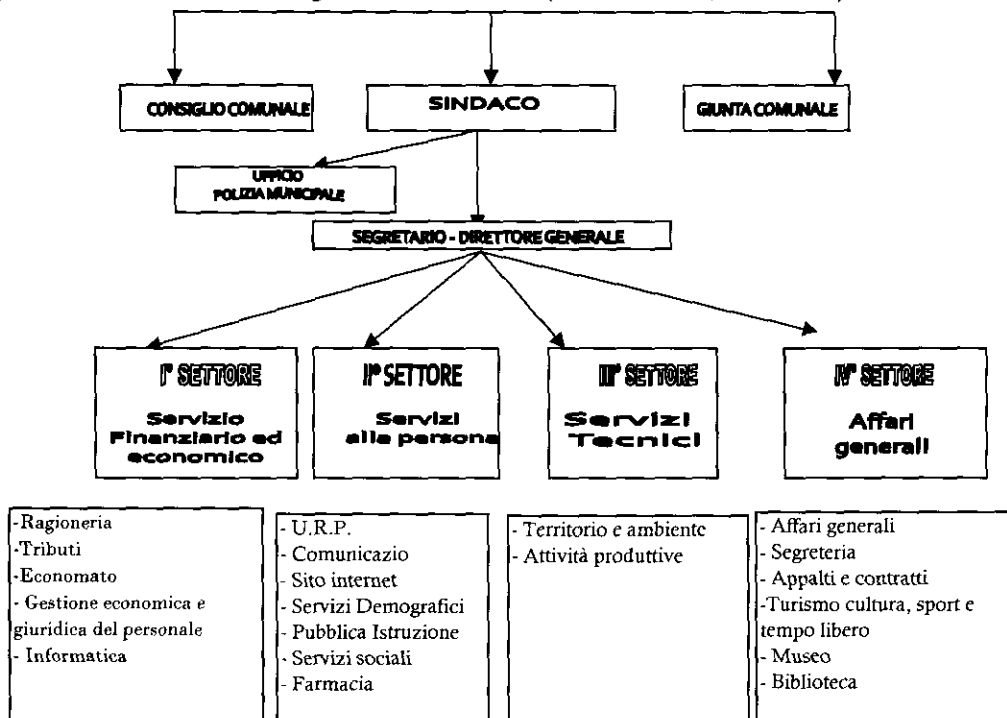 CONSIGLIO COMUNALE
SINDACO
GIUNTA COMUNALE
UFFICIO
POLIZIA MUNICIPALE
SEGRETARIO - DIRETTORE GENERALE
I° SETTORE
Servizio
Finanziario ed
economico
II° SETTORE
Servizi
alla persona
III° SETTORE
Servizi
Tecnici
IV° SETTORE
Affari
generali
- Ragioneria
-Tributi
-Economato
- Gestione economica e
giuridica del personale
- Informatica
- U.R.P.
- Comunicazio
- Sito internet
- Servizi Demografici
- Pubblica Istruzione
- Servizi sociali
- Farmacia
- Territorio e ambiente
- Attività produttive
- Affari generali
- Segreteria
- Appalti e contratti
-Turismo cultura, sport e
tempo libero
- Museo
- Biblioteca